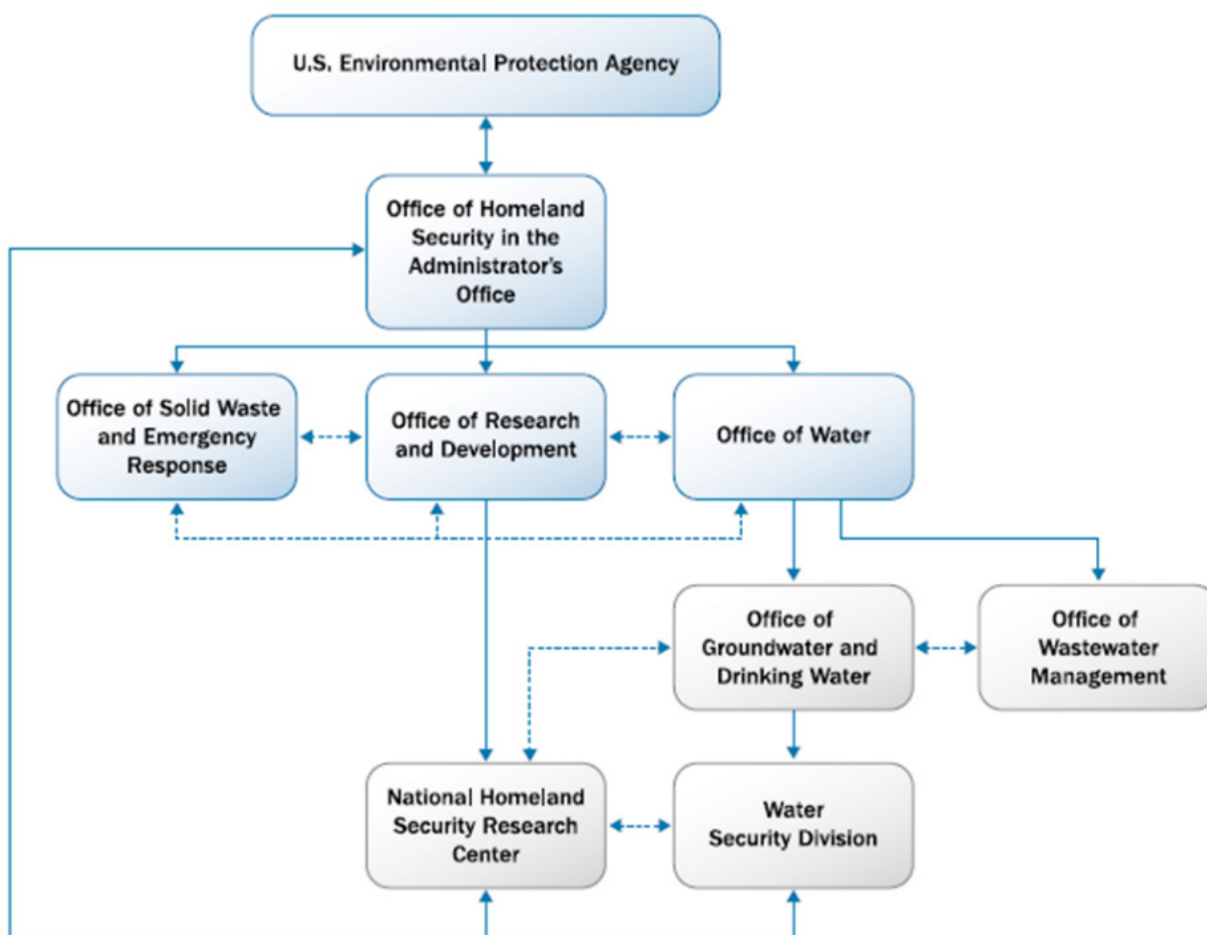 U.S. Environmental Protection Agency
Office of Homeland
Security in the
Administrator's
Office
Office of Solid Waste
and Emergency
Response
Office of Research
and Development
Office of Water
Office of
Groundwater and
Drinking Water
Office of
Wastewater
Management
National Homeland
Security Research
Center
Water
Security Division